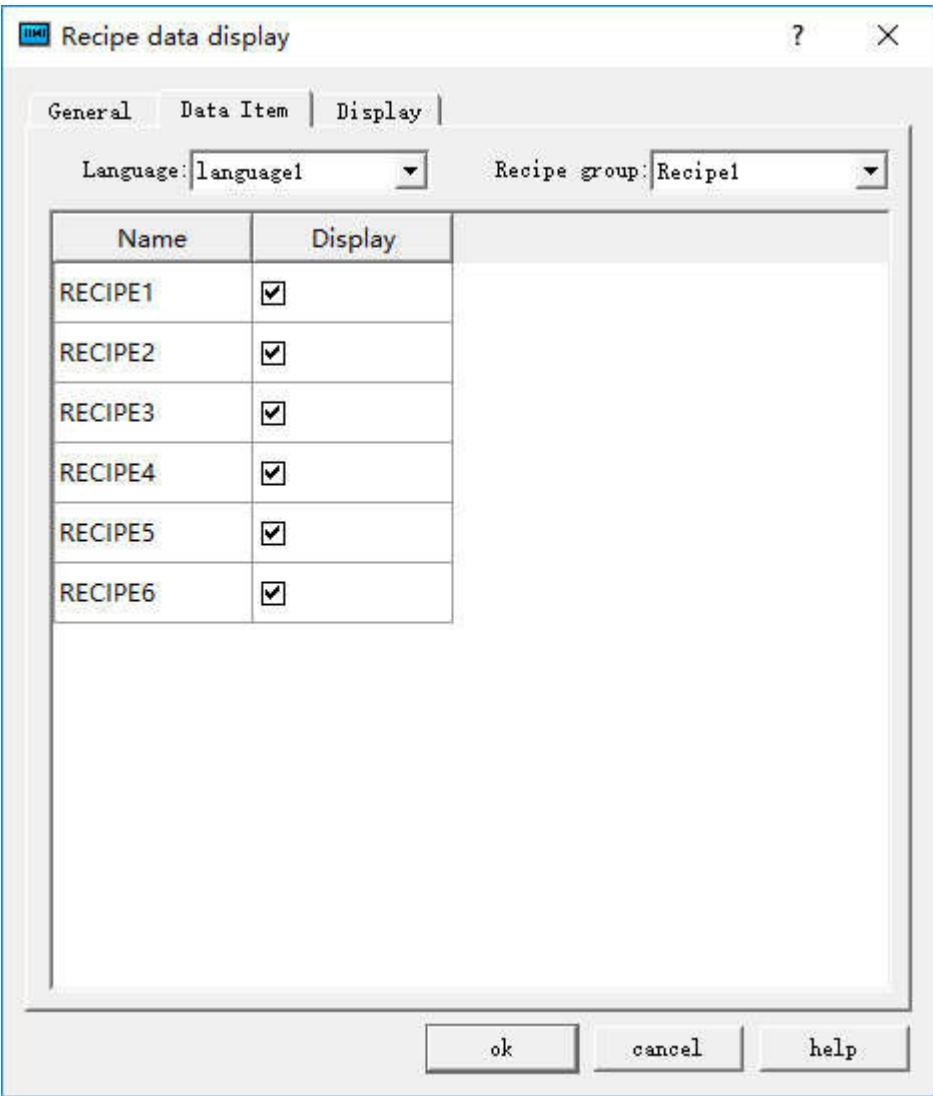 HMI Recipe data display ?
General Data Item Display
Language: language1 Recipe group: Recipe1
Name Display
RECIPE1
RECIPE2
RECIPE3
RECIPE4
RECIPE5
RECIPE6
ok cancel help